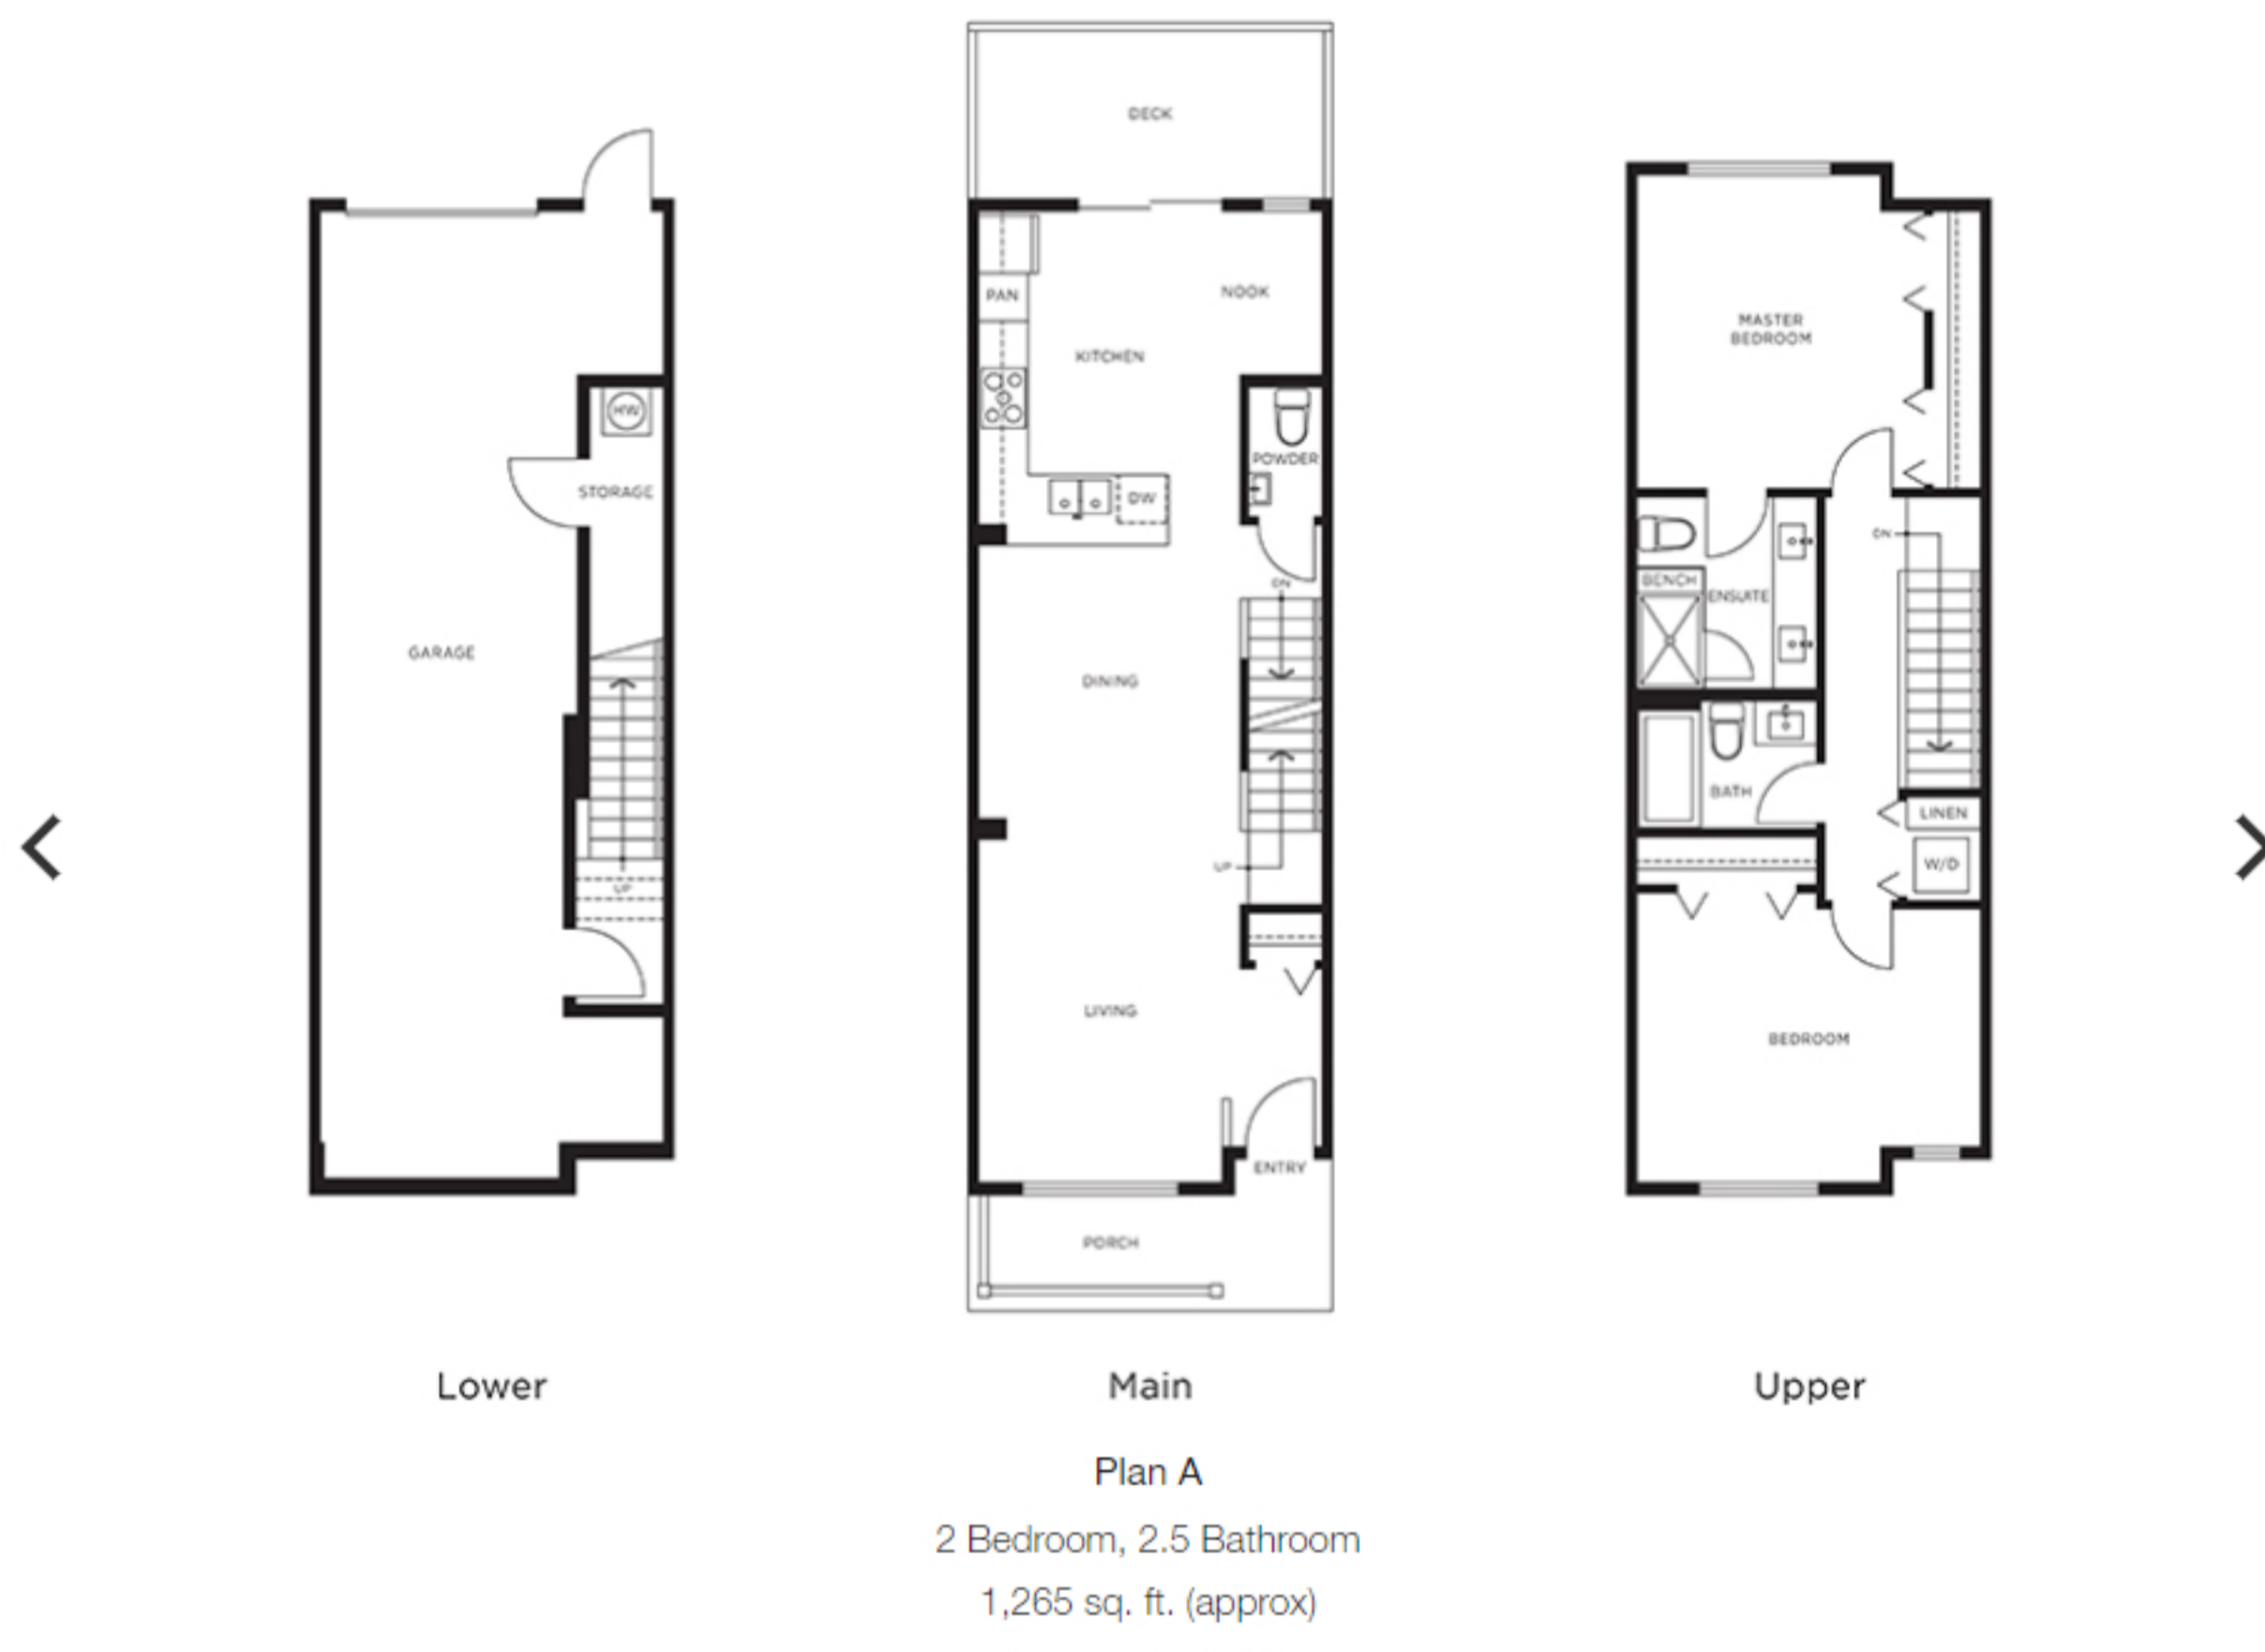 HW
STORAGE
GARAGE
UP
DECK
PAN
NOOK
KITCHEN
POWDER
DW
DN
DINING
UP
LIVING
ENTRY
PORCH
MASTER
BEDROOM
DN
BENCH
ENSUITE
BATH
LINEN
W/D
BEDROOM
Lower
Main
Upper
Plan A
2 Bedroom, 2.5 Bathroom
1,265 sq. ft. (approx)